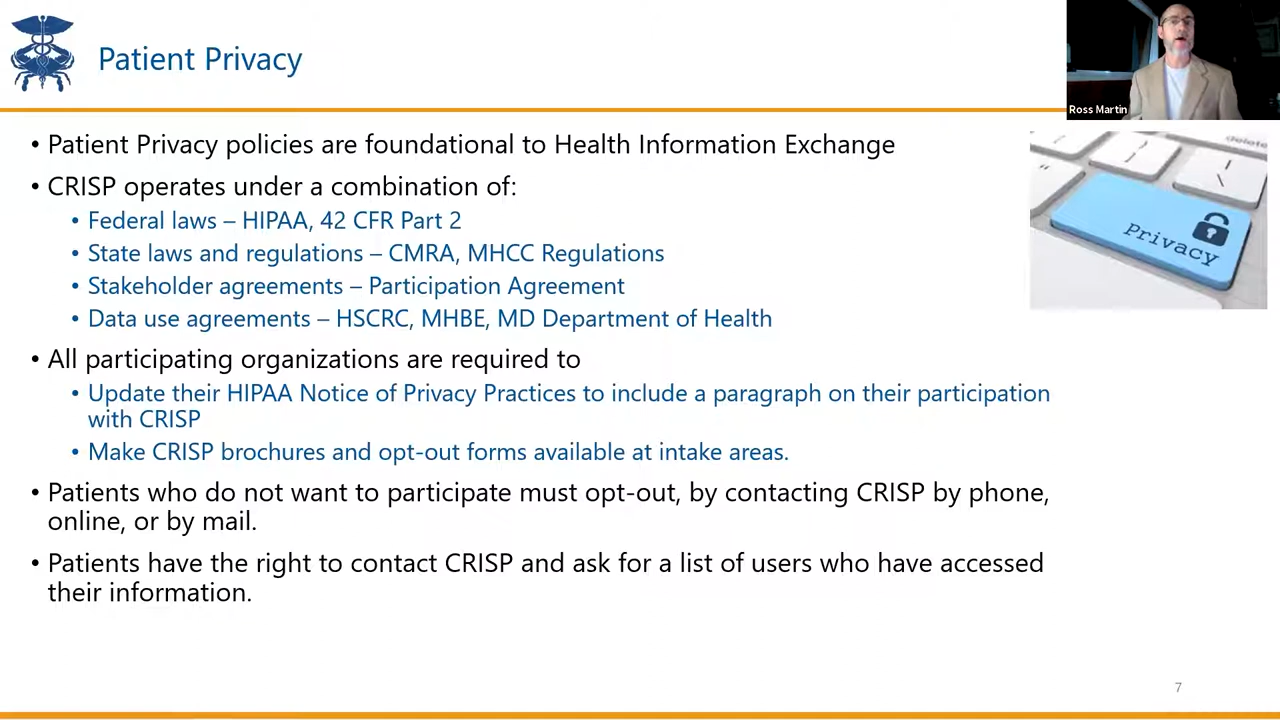 Patient Privacy
Ross Martin
• Patient Privacy policies are foundational to Health Information Exchange
• CRISP operates under a combination of:
• Federal laws – HIPAA, 42 CFR Part 2
• State laws and regulations – CMRA, MHCC Regulations
• Stakeholder agreements – Participation Agreement
• Data use agreements – HSCRC, MHBE, MD Department of Health
• All participating organizations are required to
• Update their HIPAA Notice of Privacy Practices to include a paragraph on their participation
with CRISP
• Make CRISP brochures and opt-out forms available at intake areas.
• Patients who do not want to participate must opt-out, by contacting CRISP by phone,
online, or by mail.
• Patients have the right to contact CRISP and ask for a list of users who have accessed
their information.
delete
Privacy
7